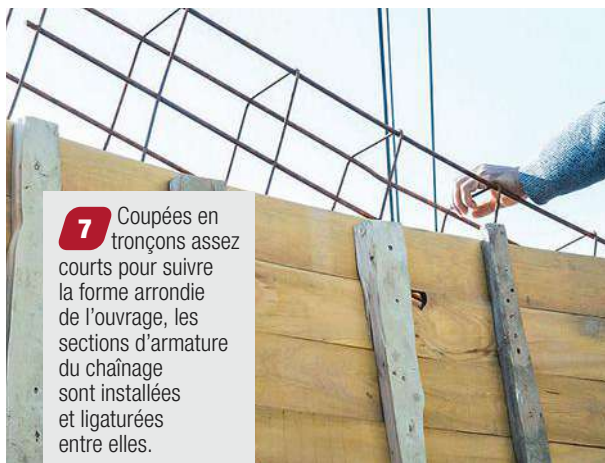 7 Coupées en
tronçons assez
courts pour suivre
la forme arrondie
de l'ouvrage, les
sections d'armature
du chaînage
sont installées
et ligaturées
entre elles.